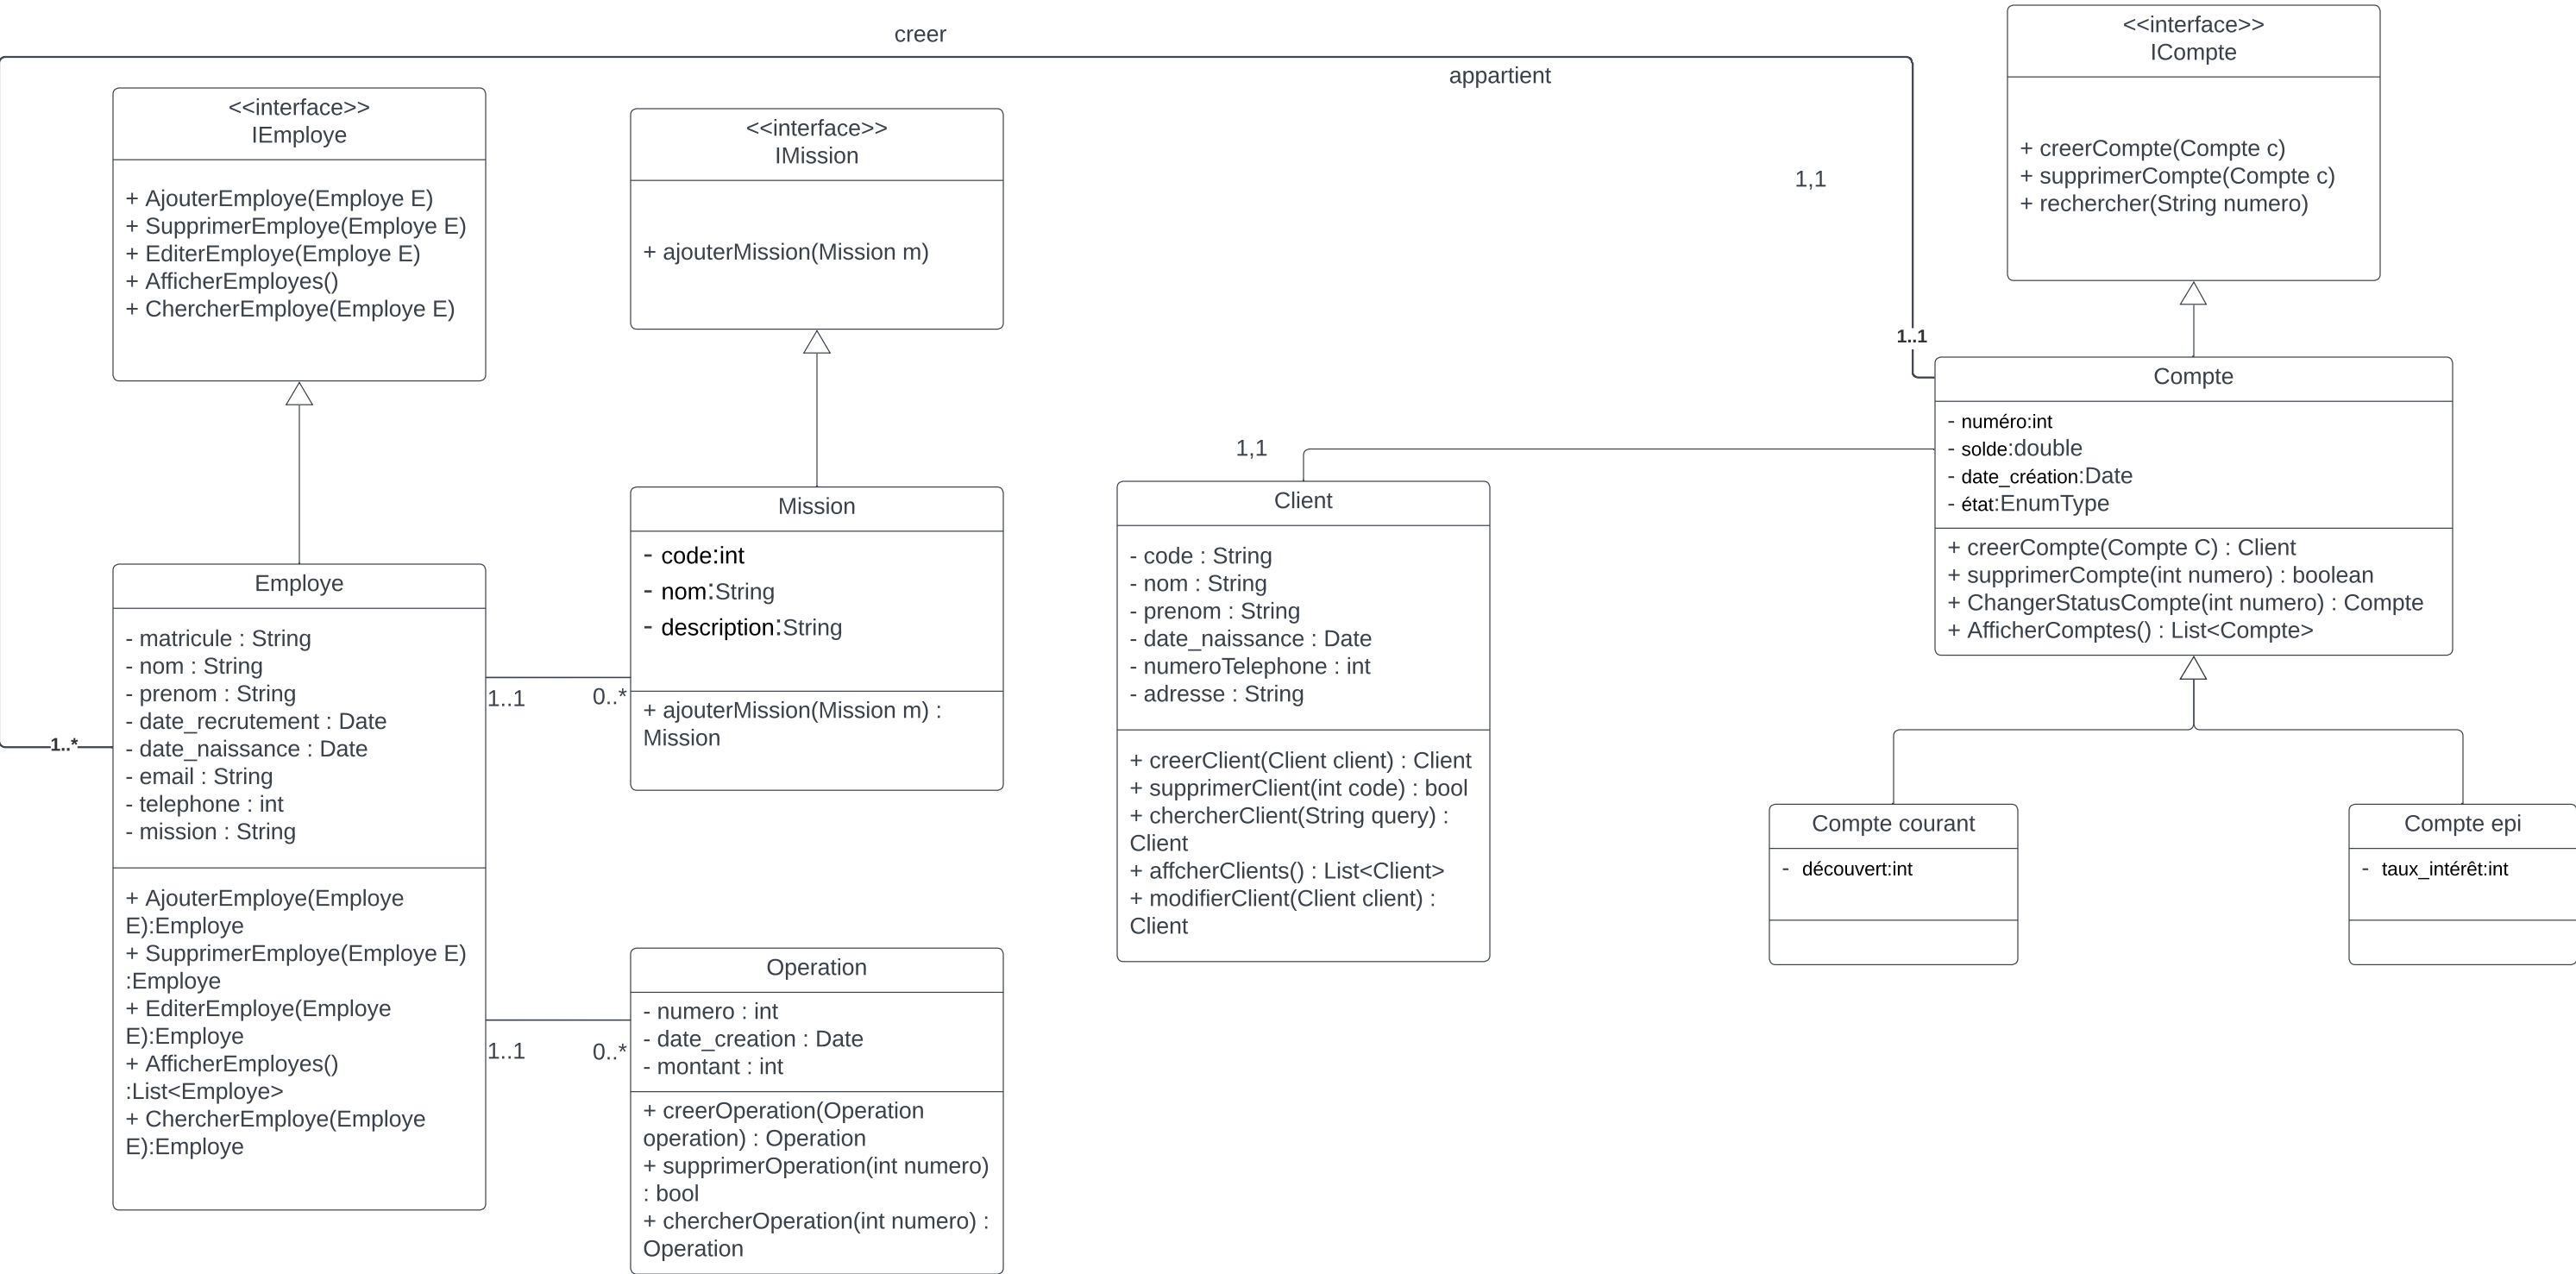 creer
appartient
<<interface>>
IEmploye
+ AjouterEmploye(Employe E)
+ SupprimerEmploye(Employe E)
+ EditerEmploye(Employe E)
+ AfficherEmployes()
+ ChercherEmploye(Employe E)
<<interface>>
IMission
+ ajouterMission(Mission m)
<<interface>>
ICompte
+ creerCompte(Compte c)
+ supprimerCompte(Compte c)
+ rechercher(String numero)
1,1
1..1
1,1
Employe
- matricule : String
- nom : String
- prenom : String
- date_recrutement : Date
- date_naissance : Date
- email : String
- telephone : int
- mission : String
+ AjouterEmploye(Employe
E):Employe
+ SupprimerEmploye(Employe E)
:Employe
+ EditerEmploye(Employe
E):Employe
+ AfficherEmployes()
:List<Employe>
+ ChercherEmploye(Employe
E):Employe
1..*
1..1
0..*
1..1
0..*
Mission
- code:int
- nom:String
- description:String
+ ajouterMission(Mission m) :
Mission
Operation
- numero : int
- date_creation : Date
- montant : int
+ creerOperation(Operation
operation) : Operation
+ supprimerOperation(int numero)
: bool
+ chercherOperation(int numero) :
Operation
Client
- code : String
- nom : String
- prenom : String
- date_naissance : Date
- numeroTelephone : int
- adresse : String
+ creerClient(Client client) : Client
+ supprimerClient(int code) : bool
+ chercherClient(String query) :
Client
+ affcherClients() : List<Client>
+ modifierClient(Client client) :
Client
Compte
- numéro:int
- solde:double
- date_création:Date
- état:EnumType
+ creerCompte(Compte C) : Client
+ supprimerCompte(int numero) : boolean
+ ChangerStatusCompte(int numero) : Compte
+ AfficherComptes() : List<Compte>
Compte courant
- découvert:int
Compte epi
- taux_intérêt:int